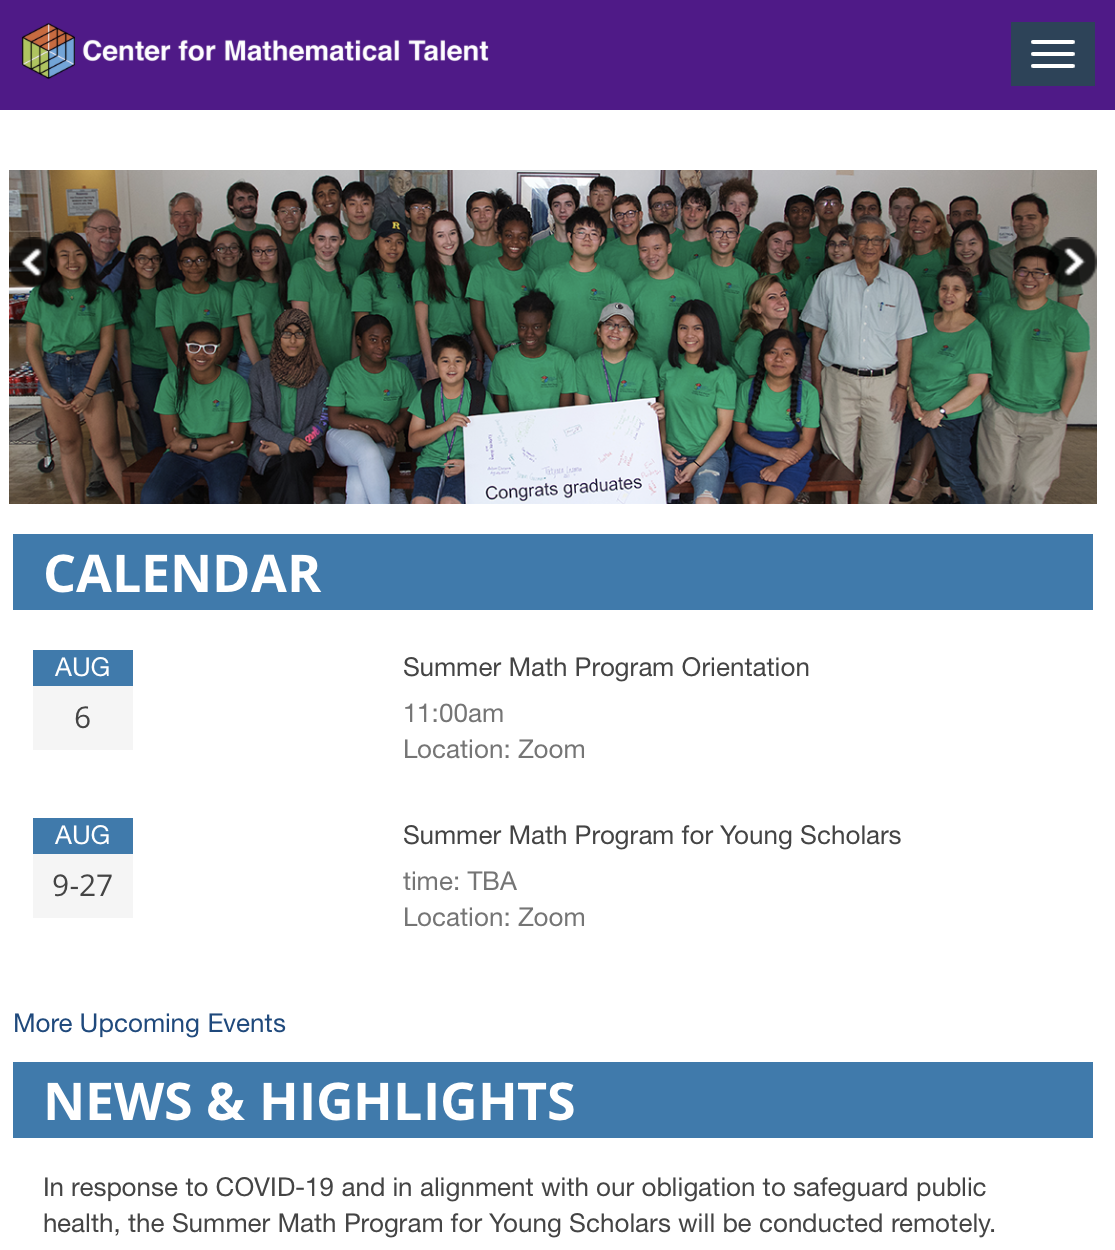 Center for Mathematical Talent
R
Congrats graduates
CALENDAR
AUG
6
Summer Math Program Orientation
11:00am
Location: Zoom
AUG
9-27
Summer Math Program for Young Scholars
time: TBA
Location: Zoom
More Upcoming Events
NEWS & HIGHLIGHTS
In response to COVID-19 and in alignment with our obligation to safeguard public
health, the Summer Math Program for Young Scholars will be conducted remotely.